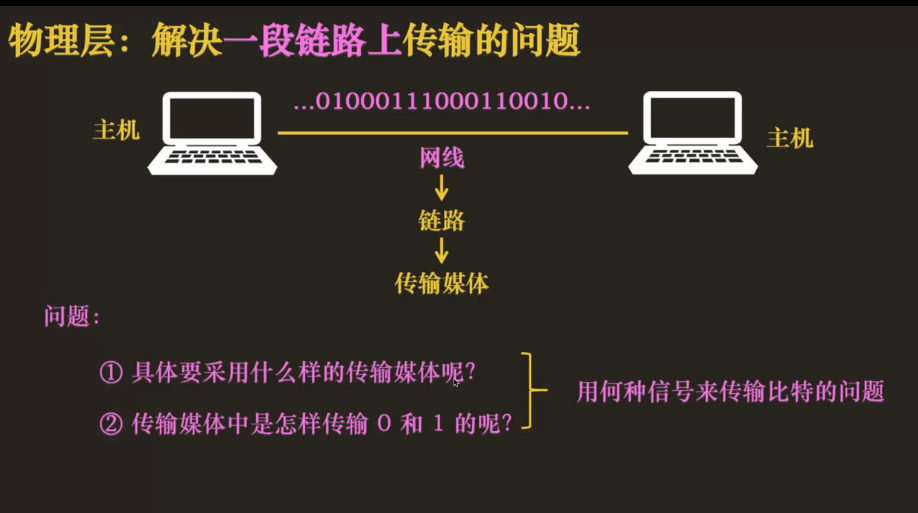 物理层：解决一段链路上传输的问题
...01000111000110010...
主机
主机
网线
链路
传输媒体
问题：
① 具体要采用什么样的传输媒体呢？
② 传输媒体中是怎样传输 0 和 1 的呢？
用何种信号来传输比特的问题